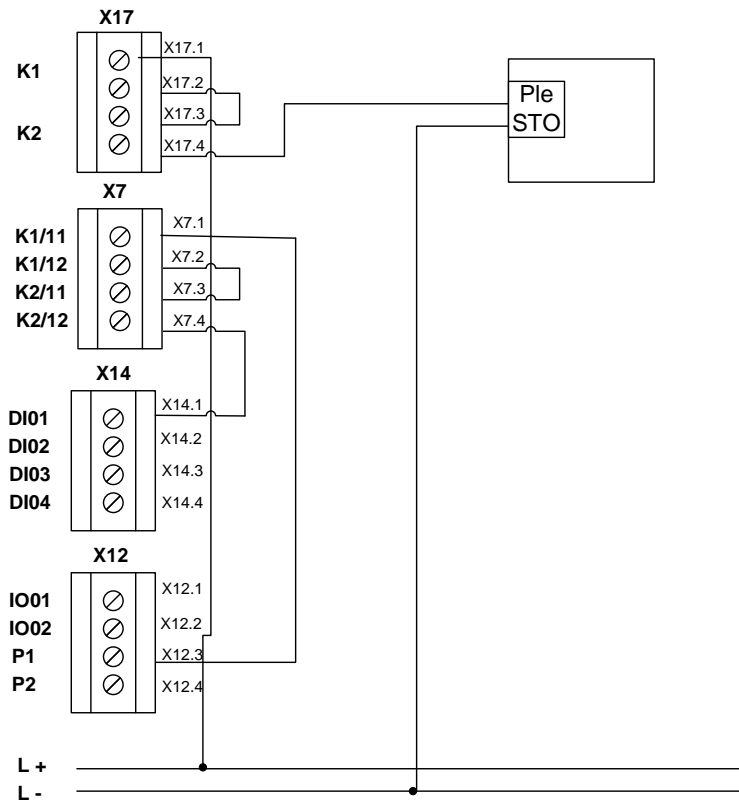 X17
X17.1
K1
X17.2
X17.3
K2
X17.4
Ple
STO
X7
K1/11
X7.1
K1/12
X7.2
K2/11
X7.3
K2/12
X7.4
X14
DI01
X14.1
DI02
X14.2
DI03
X14.3
DI04
X14.4
X12
IO01
X12.1
IO02
X12.2
P1
X12.3
P2
X12.4
L +
L -